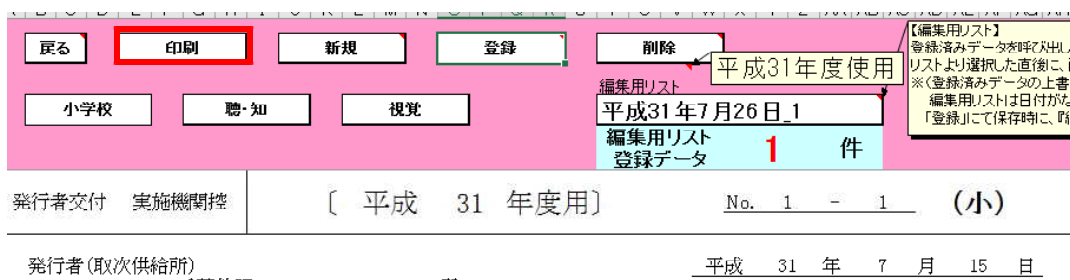 戻る 印刷 新規 登録 削除
【編集用リスト】
登録済みデータを呼び出し
リストより選択した直後に、
平成31年度使用
※(登録済みデータの上書
編集用リストは日付がな
「登録」にて保存時に、『
編集用リスト
小学校 聴・知 視覚
平成31年7月26日_1
編集用リスト
登録データ 1 件
発行者交付 実施機関控 〔 平成 31 年度用〕 No. 1 - 1 (小)
発行者(取次供給所) 平成 31 年 7 月 15 日